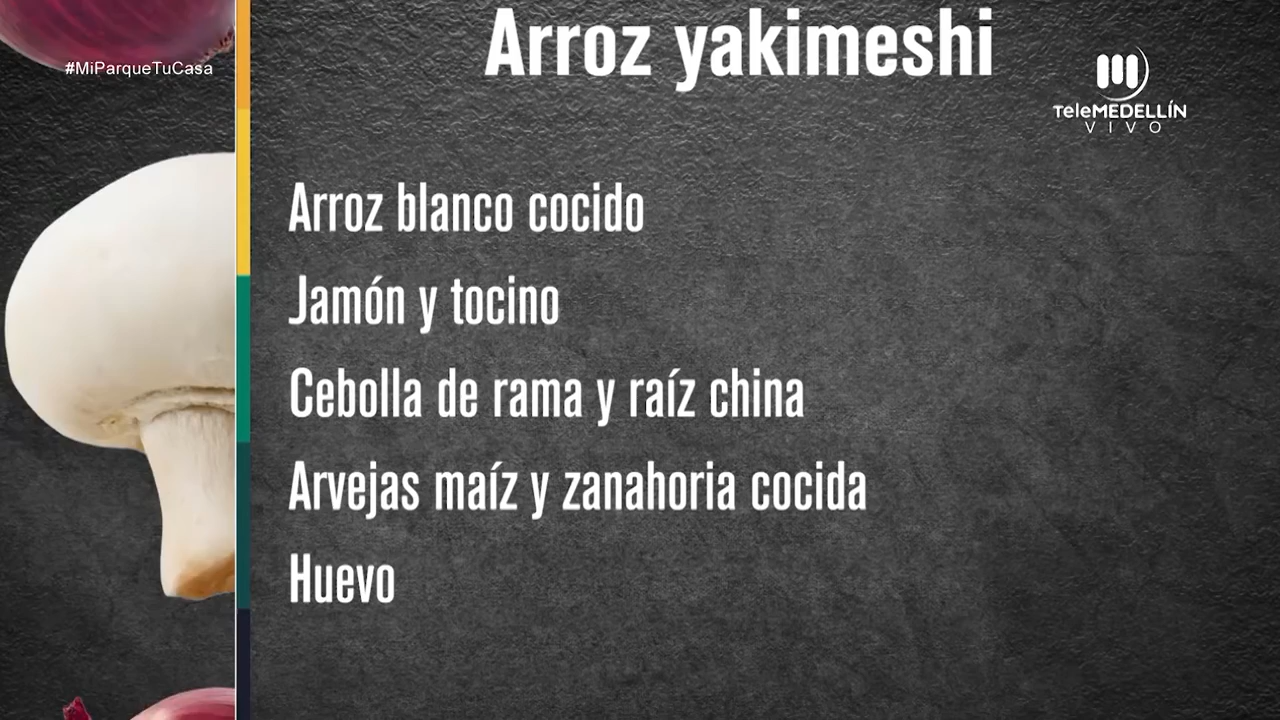 Arroz yakimeshi
#MiParqueTuCasa
TeleMEDELLÍN
VIVO
Arroz blanco cocido
Jamón y tocino
Cebolla de rama y raíz china
Arvejas maíz y zanahoria cocida
Huevo